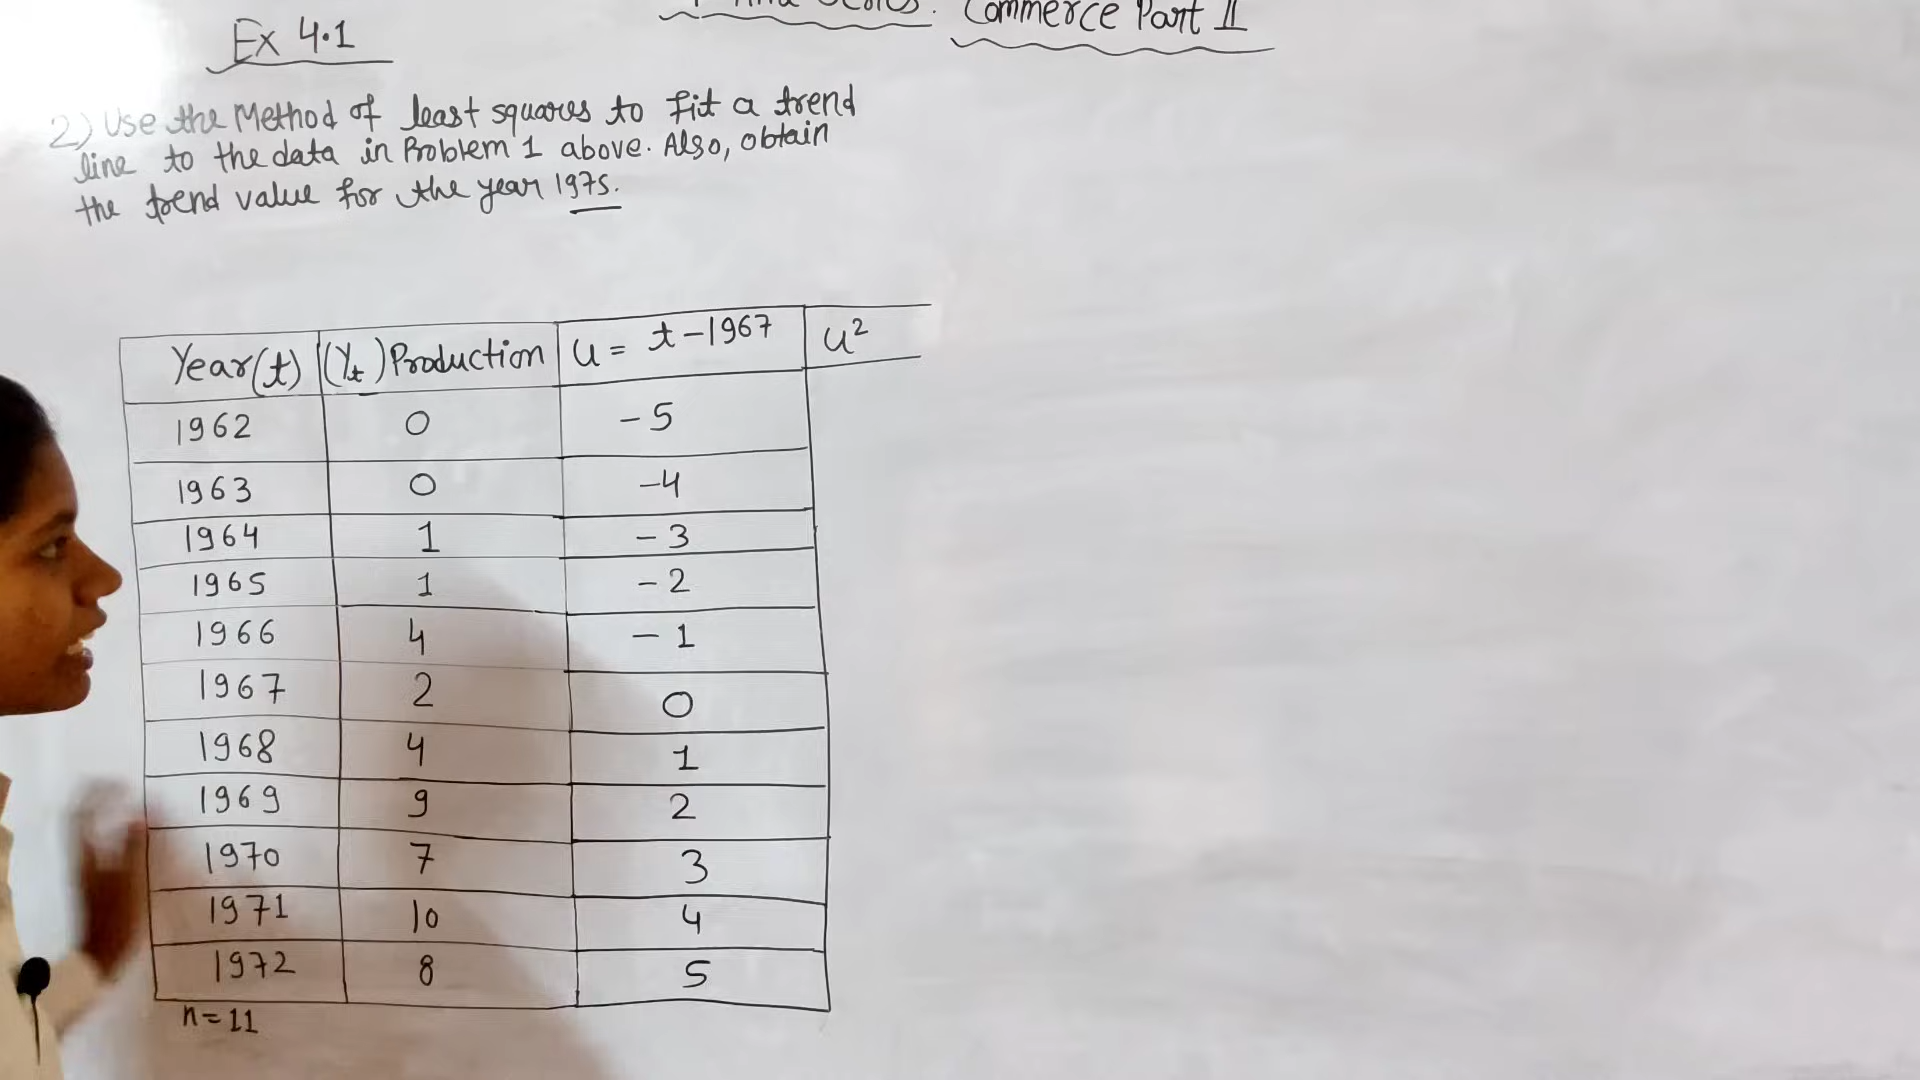 Commerce Part II
Ex 4.1
2) Use the Method of least squares to fit a trend
line to the data in Problem 1 above. Also, obtain
the trend value for the year 1975.
Year (t) (Yt) Production u = t - 1967 u²
1962 0 -5
1963 0 -4
1964 1 -3
1965 1 -2
1966 4 -1
1967 2 0
1968 4 1
1969 9 2
1970 7 3
1971 10 4
1972 8 5
n = 11